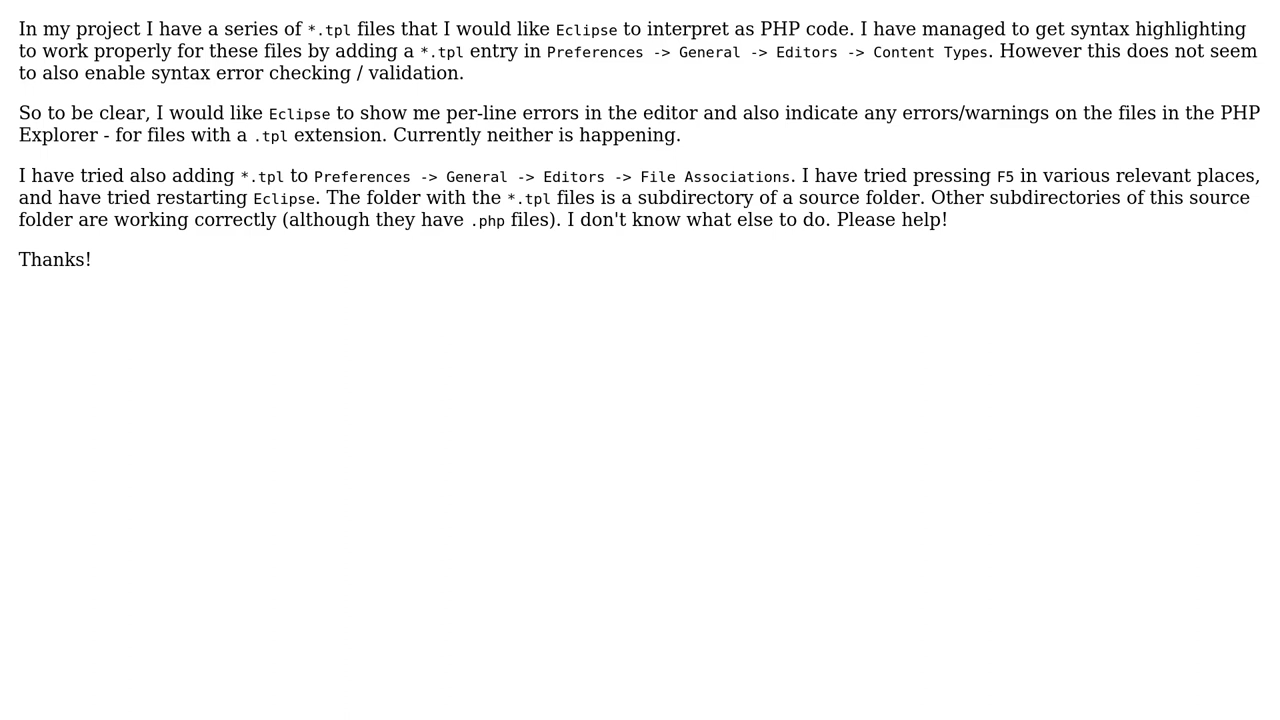 In my project I have a series of *.tpl files that I would like Eclipse to interpret as PHP code. I have managed to get syntax highlighting
to work properly for these files by adding a *.tpl entry in Preferences -> General -> Editors -> Content Types. However this does not seem
to also enable syntax error checking / validation.
So to be clear, I would like Eclipse to show me per-line errors in the editor and also indicate any errors/warnings on the files in the PHP
Explorer - for files with a .tpl extension. Currently neither is happening.
I have tried also adding *.tpl to Preferences -> General -> Editors -> File Associations. I have tried pressing F5 in various relevant places,
and have tried restarting Eclipse. The folder with the *.tpl files is a subdirectory of a source folder. Other subdirectories of this source
folder are working correctly (although they have .php files). I don't know what else to do. Please help!
Thanks!